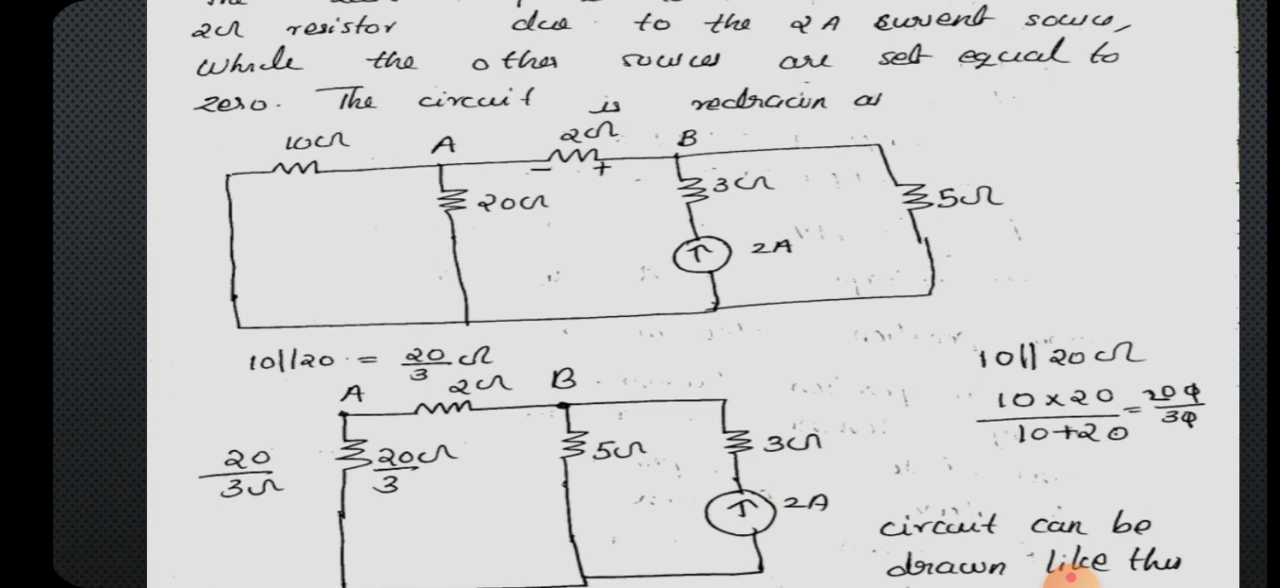 2Ω resistor due to the 2A current source,
while the other sources are set equal to
zero. The circuit is redrawn as
10Ω A 2Ω B
- +
20Ω 3Ω 5Ω
2A
10||20 = 20/3 Ω
10||20Ω
10×20/10+20 = 200/30
A 2Ω B
20/3Ω 20Ω/3 5Ω 3Ω
2A
circuit can be
drawn like this